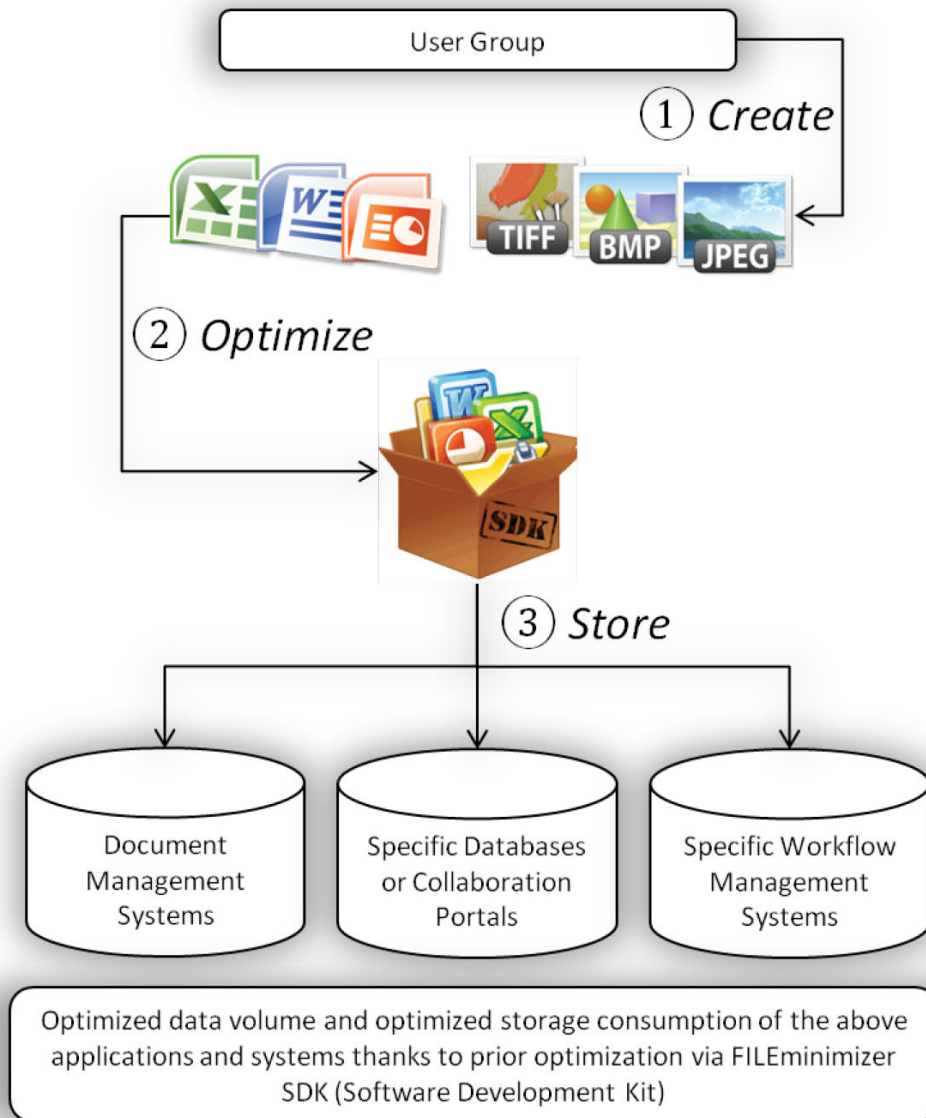 User Group
① Create
TIFF
BMP
JPEG
X
W
② Optimize
W
X
SDK
③ Store
Document
Management
Systems
Specific Databases
or Collaboration
Portals
Specific Workflow
Management
Systems
Optimized data volume and optimized storage consumption of the above
applications and systems thanks to prior optimization via FILEminimizer
SDK (Software Development Kit)